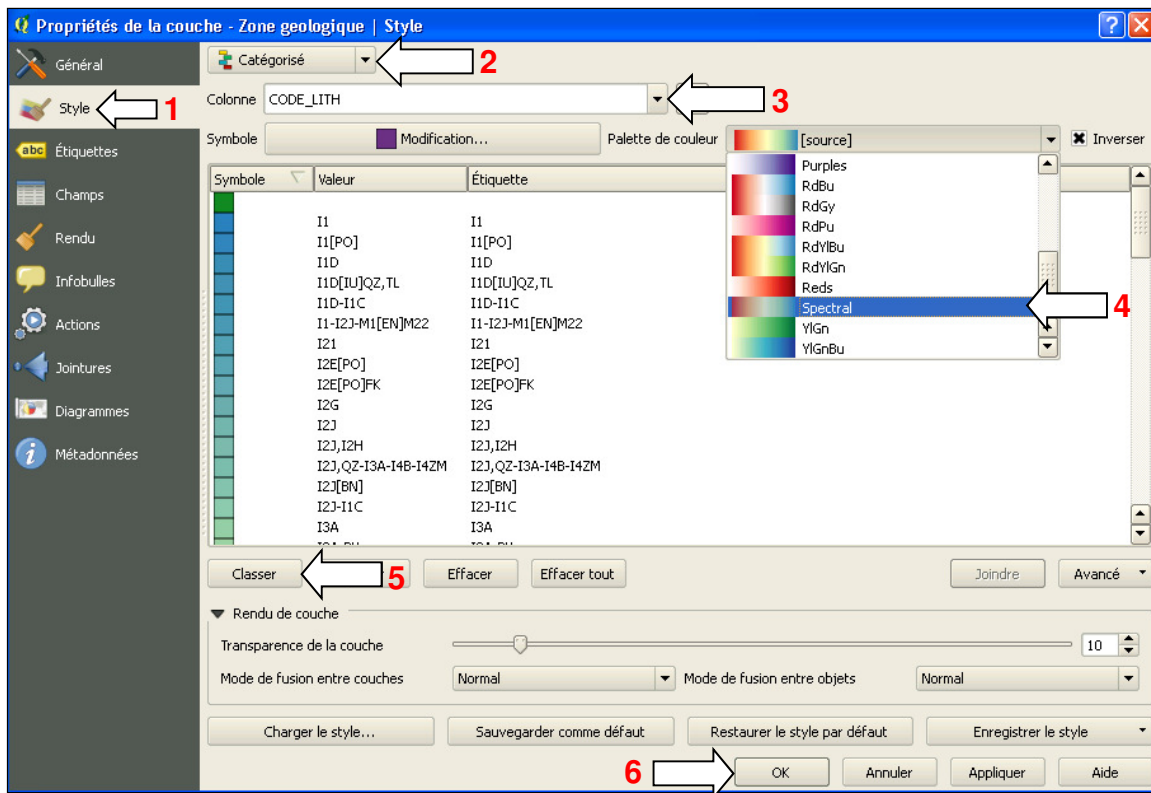 Propriétés de la couche - Zone geologique | Style
Général
Style
1
Étiquettes
Champs
Rendu
Infobulles
Actions
Jointures
Diagrammes
Métadonnées
Catégorisé
2
Colonne CODE_LITH
3
Symbole Modification... Palette de couleur [source] Inverser
Symbole Valeur Étiquette
I1 I1
I1[PO] I1[PO]
I1D I1D
I1D[IU]QZ,TL I1D[IU]QZ,TL
I1D-I1C I1D-I1C
I1-I2J-M1[EN]M22 I1-I2J-M1[EN]M22
I21 I21
I2E[PO] I2E[PO]
I2E[PO]FK I2E[PO]FK
I2G I2G
I2J I2J
I2J,I2H I2J,I2H
I2J,QZ-I3A-I4B-I4ZM I2J,QZ-I3A-I4B-I4ZM
I2J[BN] I2J[BN]
I2J-I1C I2J-I1C
I3A I3A
Purples
RdBu
RdGy
RdPu
RdYlBu
RdYlGn
Reds
Spectral
4
YlGn
YlGnBu
Classer
5
Effacer Effacer tout Joindre Avancé
Rendu de couche
Transparence de la couche 10
Mode de fusion entre couches Normal Mode de fusion entre objets Normal
Charger le style... Sauvegarder comme défaut Restaurer le style par défaut Enregistrer le style
6
OK Annuler Appliquer Aide